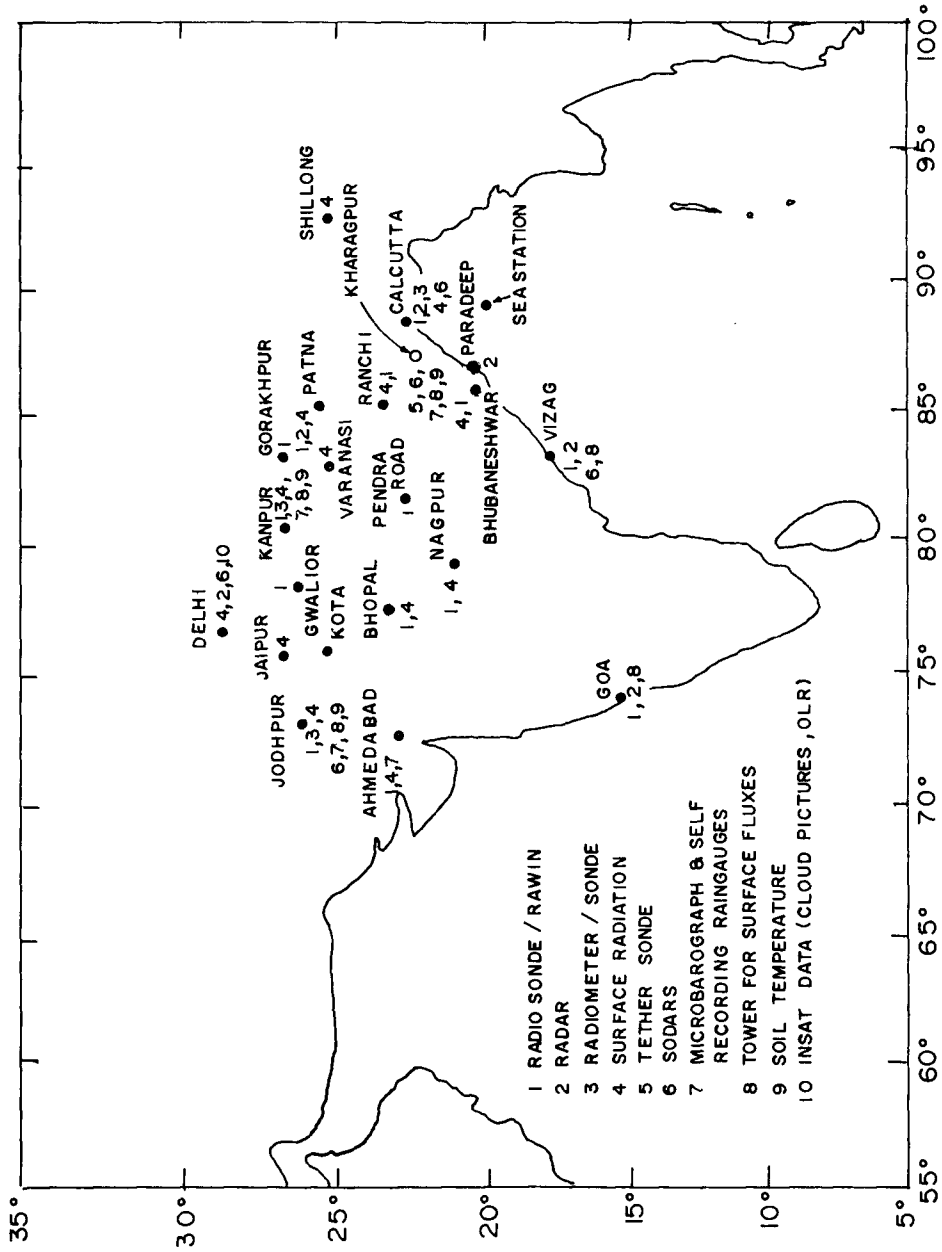 35°
30°
25°
20°
15°
10°
5°
55°
60°
65°
70°
75°
80°
85°
90°
95°
100°
DELHI
4,2,6,10
JAIPUR
4
JODHPUR
1,3,4
6,7,8,9
AHMEDABAD
1,4,7
KOTA
GWALIOR
1
KANPUR
1,3,4,
7,8,9
GORAKHPUR
1
PATNA
1,2,4
VARANASI
4
BHOPAL
1,4
PENDRA
ROAD
1
NAGPUR
1,4
RANCHI
4,1
SHILLONG
4
KHARAGPUR
5,6,
7,8,9
CALCUTTA
1,2,3
4,6
PARADEEP
2
SEA STATION
BHUBANESHWAR
4,1
VIZAG
1,2
6,8
GOA
1,2,8
1 RADIO SONDE / RAWIN
2 RADAR
3 RADIOMETER / SONDE
4 SURFACE RADIATION
5 TETHER SONDE
6 SODARS
7 MICROBAROGRAPH & SELF
RECORDING RAINGAUGES
8 TOWER FOR SURFACE FLUXES
9 SOIL TEMPERATURE
10 INSAT DATA (CLOUD PICTURES, OLR)